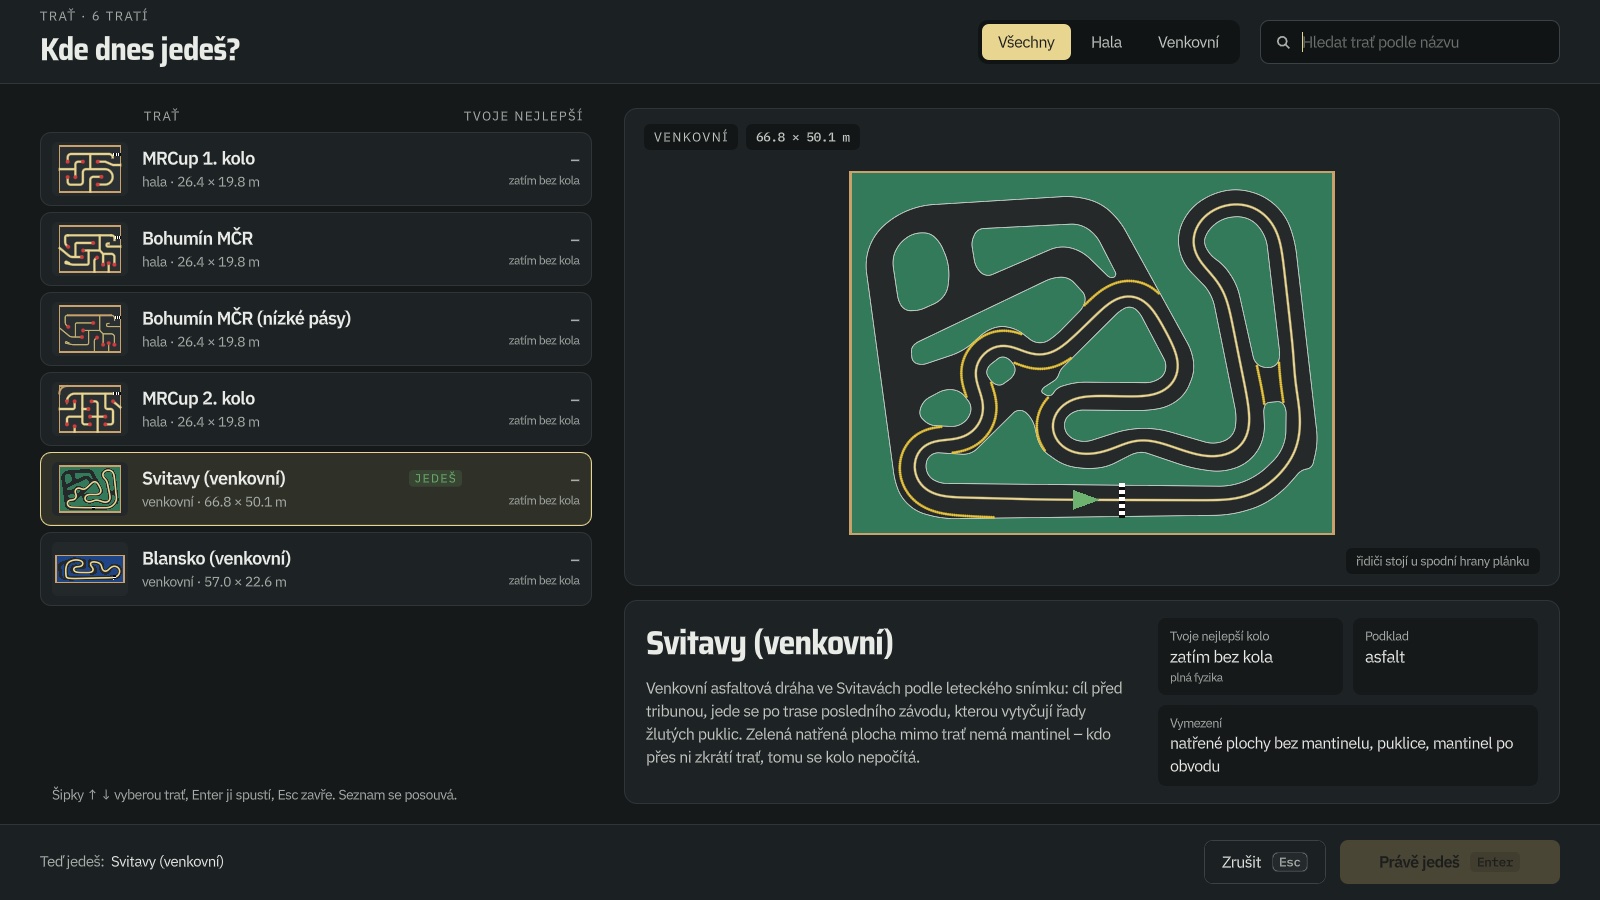 TRAŤ · 6 TRATÍ
Kde dnes jedeš?
Všechny
Hala
Venkovní
Hledat trať podle názvu
TRAŤ
TVOJE NEJLEPŠÍ
MRCup 1. kolo
–
hala · 26.4 × 19.8 m
zatím bez kola
Bohumín MČR
–
hala · 26.4 × 19.8 m
zatím bez kola
Bohumín MČR (nízké pásy)
–
hala · 26.4 × 19.8 m
zatím bez kola
MRCup 2. kolo
–
hala · 26.4 × 19.8 m
zatím bez kola
Svitavy (venkovní)
JEDEŠ
–
venkovní · 66.8 × 50.1 m
zatím bez kola
Blansko (venkovní)
–
venkovní · 57.0 × 22.6 m
zatím bez kola
Šipky ↑ ↓ vyberou trať, Enter ji spustí, Esc zavře. Seznam se posouvá.
VENKOVNÍ
66.8 × 50.1 m
řidiči stojí u spodní hrany plánku
Svitavy (venkovní)
Venkovní asfaltová dráha ve Svitavách podle leteckého snímku: cíl před
tribunou, jede se po trase posledního závodu, kterou vytyčují řady
žlutých puklic. Zelená natřená plocha mimo trať nemá mantinel – kdo
přes ni zkrátí trať, tomu se kolo nepočítá.
Tvoje nejlepší kolo
zatím bez kola
plná fyzika
Podklad
asfalt
Vymezení
natřené plochy bez mantinelu, puklice, mantinel po
obvodu
Teď jedeš: Svitavy (venkovní)
Zrušit Esc
Právě jedeš Enter